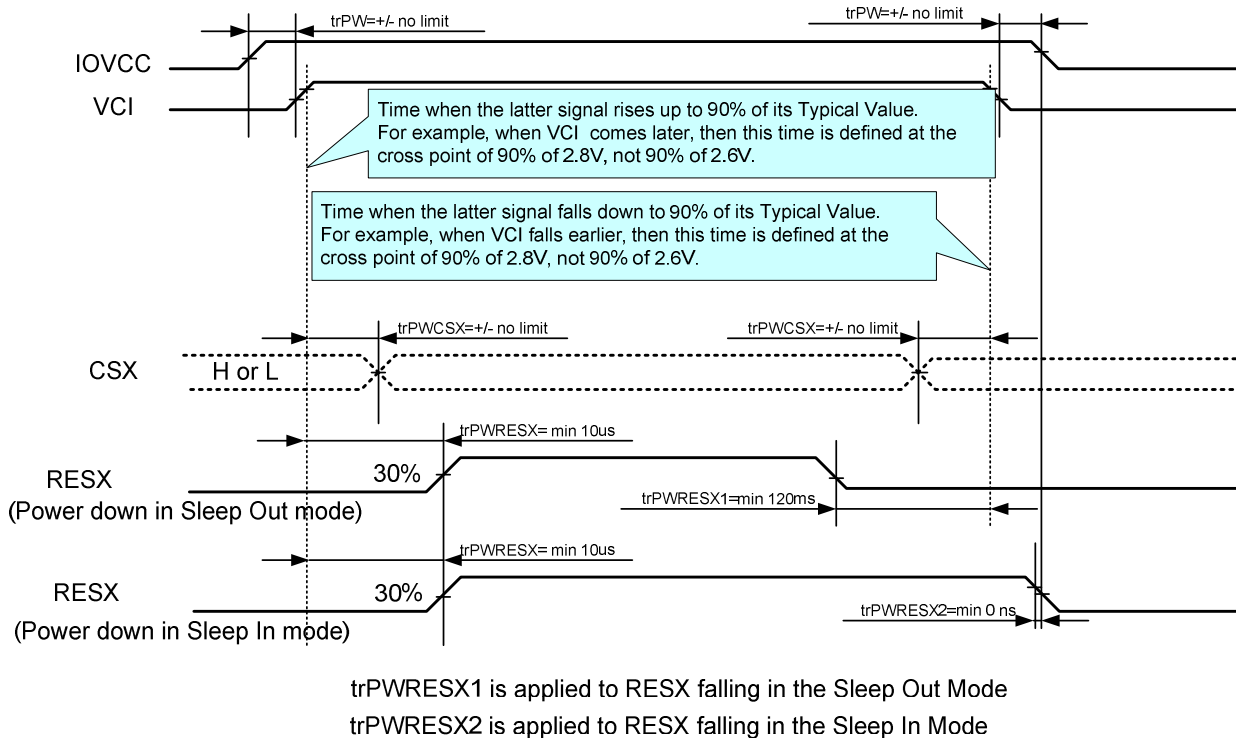 trPW=+/- no limit
trPW=+/- no limit
IOVCC
VCI
Time when the latter signal rises up to 90% of its Typical Value.
For example, when VCI comes later, then this time is defined at the
cross point of 90% of 2.8V, not 90% of 2.6V.
Time when the latter signal falls down to 90% of its Typical Value.
For example, when VCI falls earlier, then this time is defined at the
cross point of 90% of 2.8V, not 90% of 2.6V.
trPWCSX=+/- no limit
trPWCSX=+/- no limit
CSX
H or L
trPWRESX= min 10us
RESX
30%
(Power down in Sleep Out mode)
trPWRESX1=min 120ms
trPWRESX= min 10us
RESX
30%
(Power down in Sleep In mode)
trPWRESX2=min 0 ns
trPWRESX1 is applied to RESX falling in the Sleep Out Mode
trPWRESX2 is applied to RESX falling in the Sleep In Mode